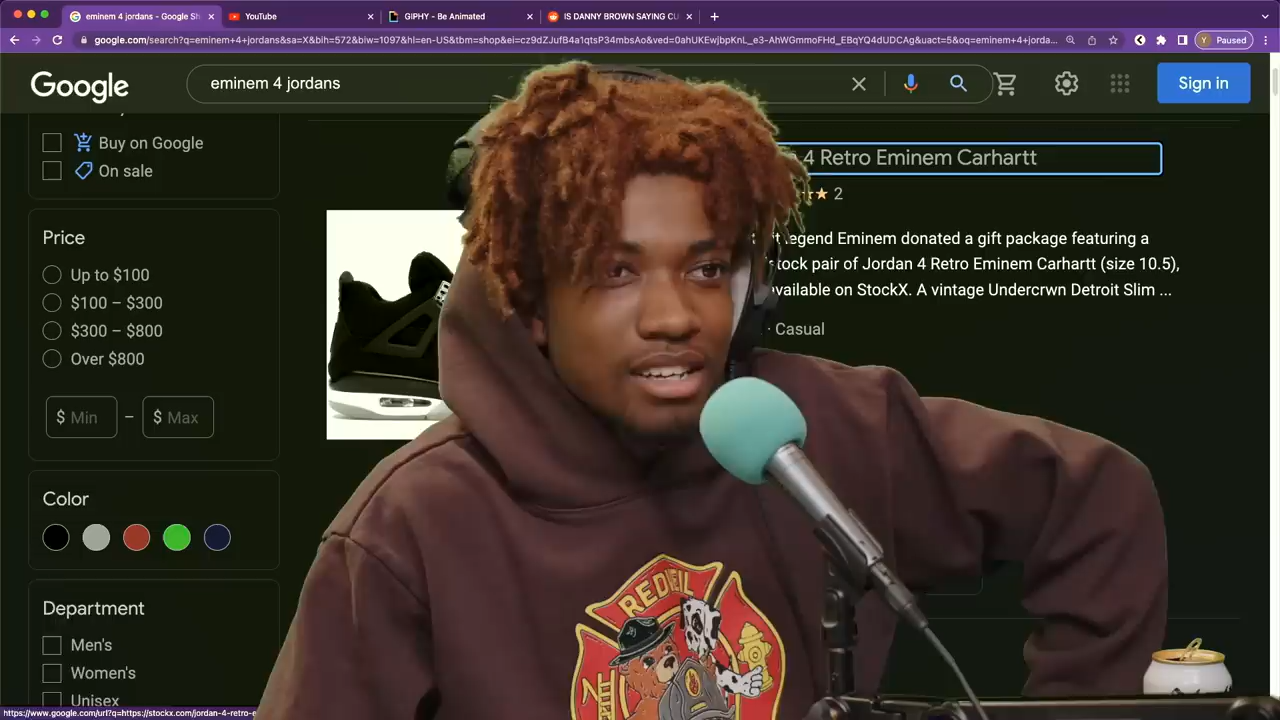 eminem 4 jordans - Google Sh
YouTube
GIPHY - Be Animated
IS DANNY BROWN SAYING CU
google.com/search?q=eminem+4+jordans&sa=X&bih=572&biw=1097&hl=en-US&tbm=shop&ei=cz9dZJufB4a1qtsP34mbsAo&ved=0ahUKEwjbpKnL_e3-AhWGmmoFHd_EBqYQ4dUDCAg&uact=5&oq=eminem+4+jorda...
Y Paused
Google
eminem 4 jordans
Sign in
Buy on Google
On sale
4 Retro Eminem Carhartt
2
legend Eminem donated a gift package featuring a
stock pair of Jordan 4 Retro Eminem Carhartt (size 10.5),
available on StockX. A vintage Undercrwn Detroit Slim ...
· Casual
Price
Up to $100
$100 – $300
$300 – $800
Over $800
$ Min – $ Max
Color
Department
Men's
Women's
Unisex
https://www.google.com/url?q=https://stockx.com/jordan-4-retro-e